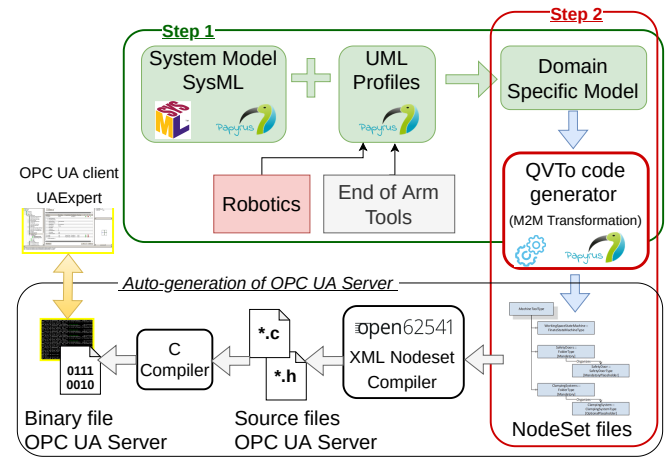 Step 1
Step 2
System Model
SysML
SYS
ML
Papyrus
UML
Profiles
Papyrus
Domain
Specific Model
Robotics
End of Arm
Tools
QVTo code
generator
(M2M Transformation)
Papyrus
OPC UA client
UAExpert
Auto-generation of OPC UA Server
0111
0010
Binary file
OPC UA Server
C
Compiler
*.c
*.h
Source files
OPC UA Server
open62541
XML Nodeset
Compiler
NodeSet files